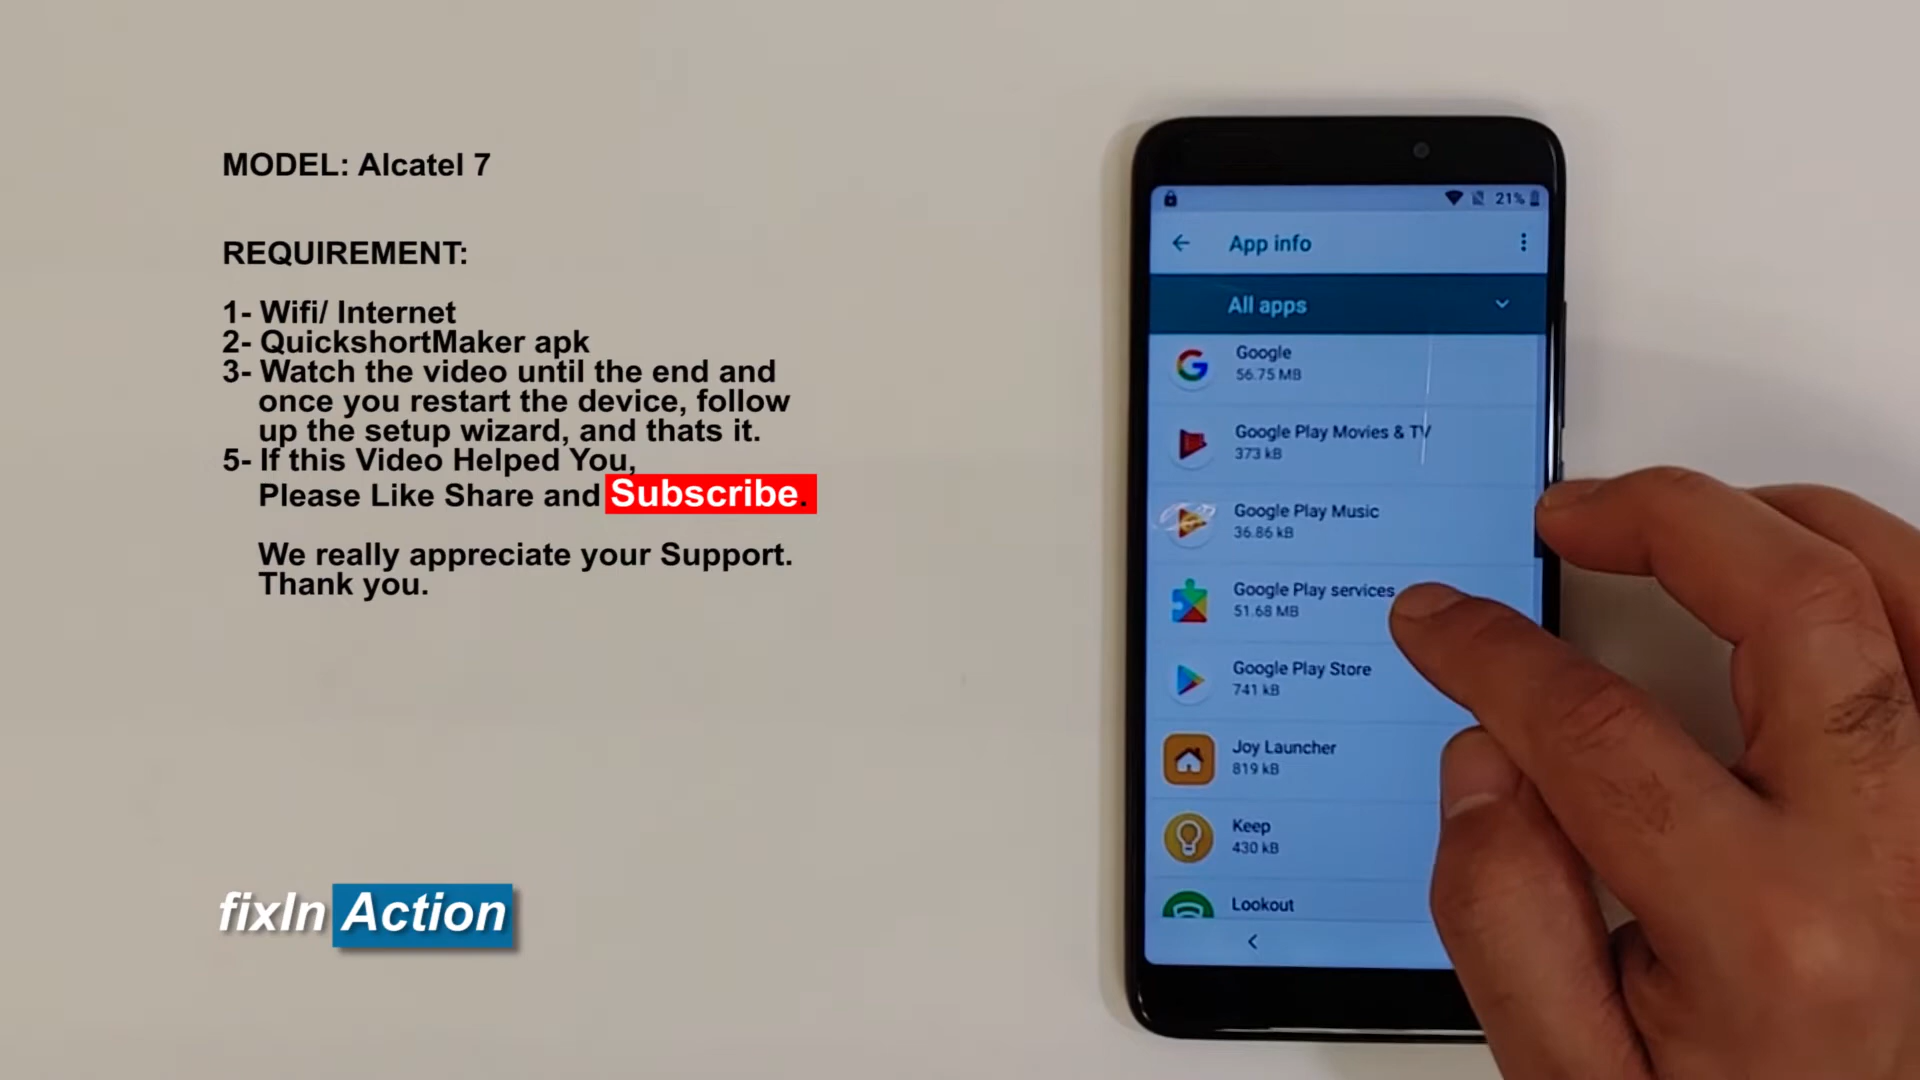 MODEL: Alcatel 7
REQUIREMENT:
1- Wifi/ Internet
2- QuickshortMaker apk
3- Watch the video until the end and
once you restart the device, follow
up the setup wizard, and thats it.
5- If this Video Helped You,
Please Like Share and Subscribe.
We really appreciate your Support.
Thank you.
fixIn Action
21%
App info
All apps
Google
56.75 MB
Google Play Movies & TV
373 kB
Google Play Music
36.86 kB
Google Play services
51.68 MB
Google Play Store
741 kB
Joy Launcher
819 kB
Keep
430 kB
Lookout